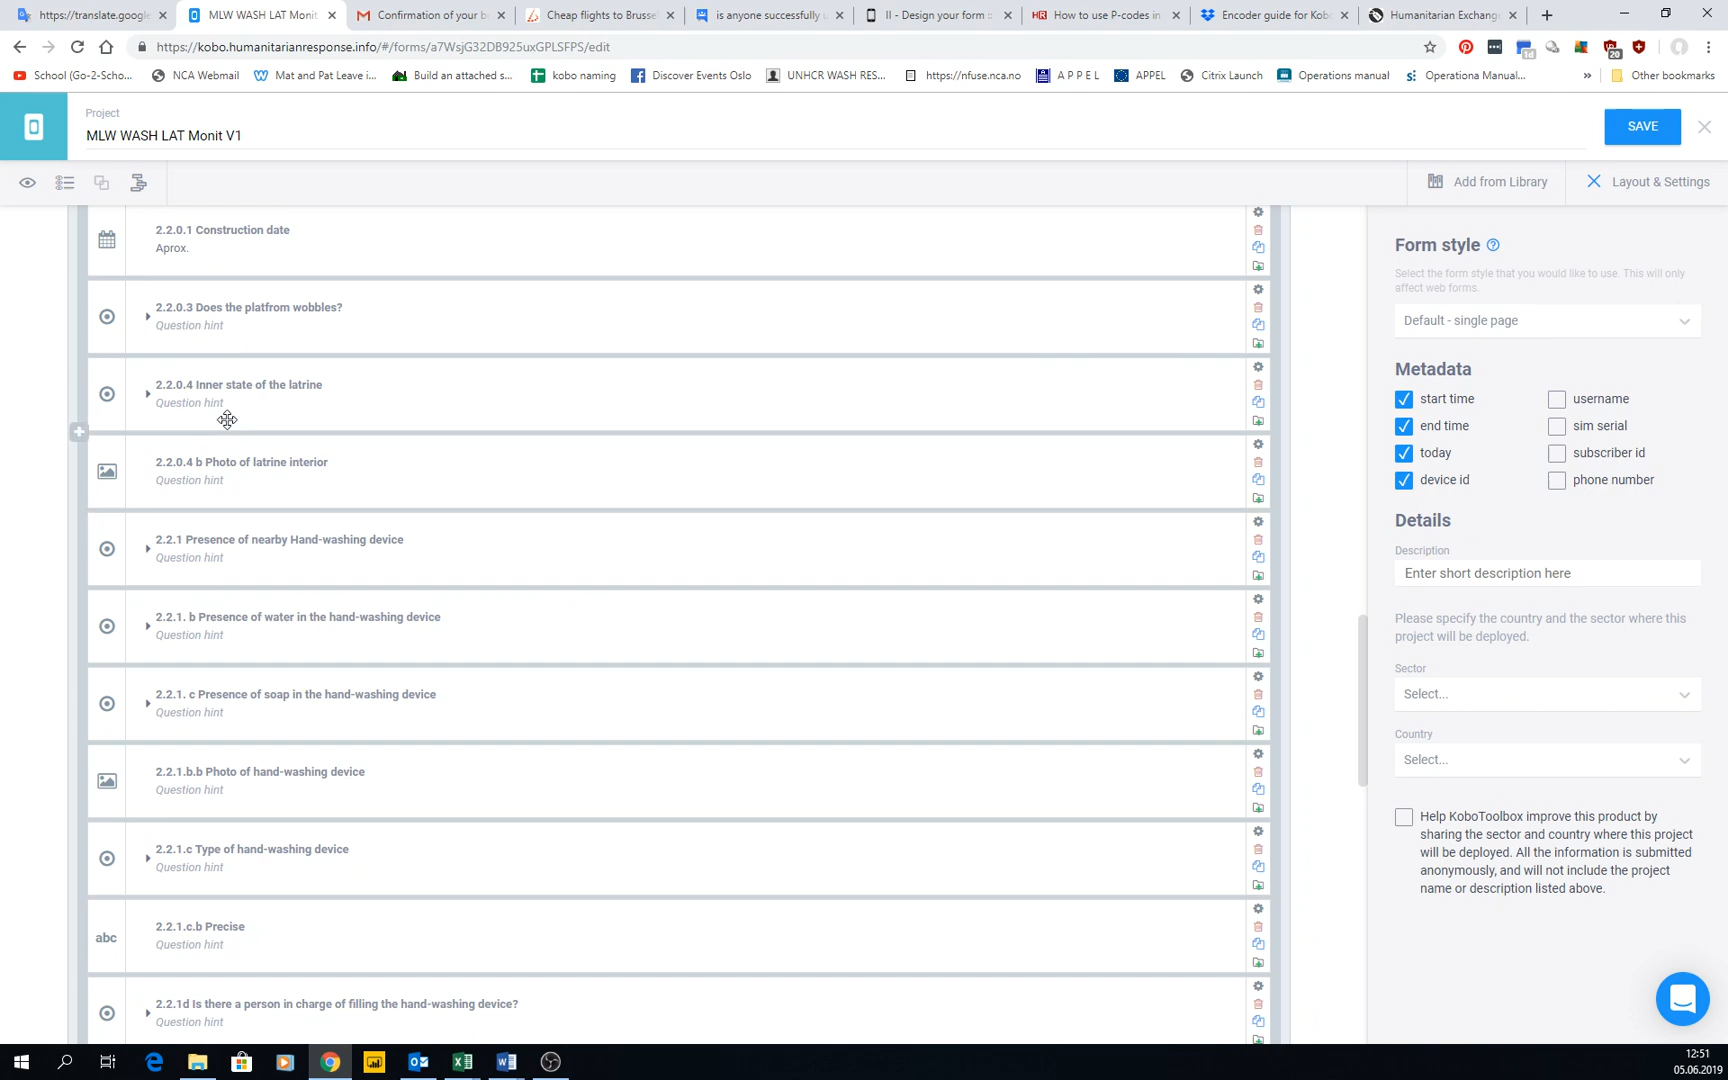 https://translate.google
MLW WASH LAT Monit
Confirmation of your b
Cheap flights to Brusse
is anyone successfully u
II - Design your form :
How to use P-codes in
Encoder guide for Kob
Humanitarian Exchang
https://kobo.humanitarianresponse.info/#/forms/a7WsjG32DB925uxGPLSFPS/edit
School (Go-2-Scho...
NCA Webmail
Mat and Pat Leave i...
Build an attached s...
kobo naming
Discover Events Oslo
UNHCR WASH RES...
https://nfuse.nca.no
A P P E L
APPEL
Citrix Launch
Operations manual
Operationa Manual...
»
Other bookmarks
Project
MLW WASH LAT Monit V1
SAVE
Add from Library
Layout & Settings
2.2.0.1 Construction date
Aprox.
2.2.0.3 Does the platfrom wobbles?
Question hint
2.2.0.4 Inner state of the latrine
Question hint
2.2.0.4 b Photo of latrine interior
Question hint
2.2.1 Presence of nearby Hand-washing device
Question hint
2.2.1. b Presence of water in the hand-washing device
Question hint
2.2.1. c Presence of soap in the hand-washing device
Question hint
2.2.1.b.b Photo of hand-washing device
Question hint
2.2.1.c Type of hand-washing device
Question hint
abc
2.2.1.c.b Precise
Question hint
2.2.1d Is there a person in charge of filling the hand-washing device?
Question hint
Form style
Select the form style that you would like to use. This will only
affect web forms.
Default - single page
Metadata
start time
username
end time
sim serial
today
subscriber id
device id
phone number
Details
Description
Enter short description here
Please specify the country and the sector where this
project will be deployed.
Sector
Select...
Country
Select...
Help KoboToolbox improve this product by
sharing the sector and country where this project
will be deployed. All the information is submitted
anonymously, and will not include the project
name or description listed above.
12:51
05.06.2019